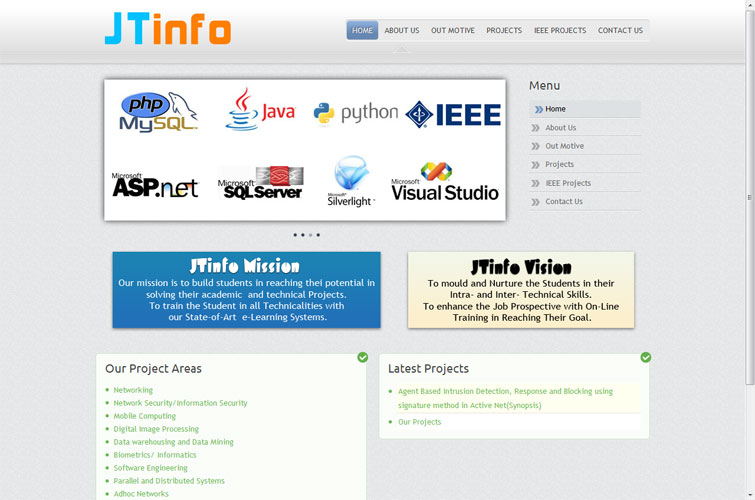 JTinfo
HOME ABOUT US OUT MOTIVE PROJECTS IEEE PROJECTS CONTACT US
php
MySQL
Java
python
IEEE
Microsoft
ASP.net
Microsoft
SQL Server
Microsoft
Silverlight
Microsoft
Visual Studio
Menu
Home
About Us
Out Motive
Projects
IEEE Projects
Contact Us
JTinfo Mission
Our mission is to build students in reaching thei potential in
solving their academic and technical Projects.
To train the Student in all Technicalities with
our State-of-Art e-Learning Systems.
JTinfo Vision
To mould and Nurture the Students in their
Intra- and Inter- Technical Skills.
To enhance the Job Prospective with On-Line
Training in Reaching Their Goal.
Our Project Areas
Networking
Network Security/Information Security
Mobile Computing
Digital Image Processing
Data warehousing and Data Mining
Biometrics/ Informatics
Software Engineering
Parallel and Distributed Systems
Adhoc Networks
Latest Projects
Agent Based Intrusion Detection, Response and Blocking using
signature method in Active Net(Synopsis)
Our Projects